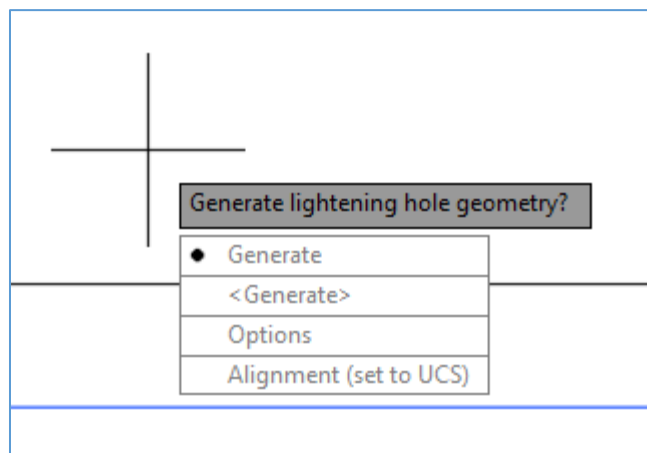 Generate lightening hole geometry?
Generate
<Generate>
Options
Alignment (set to UCS)